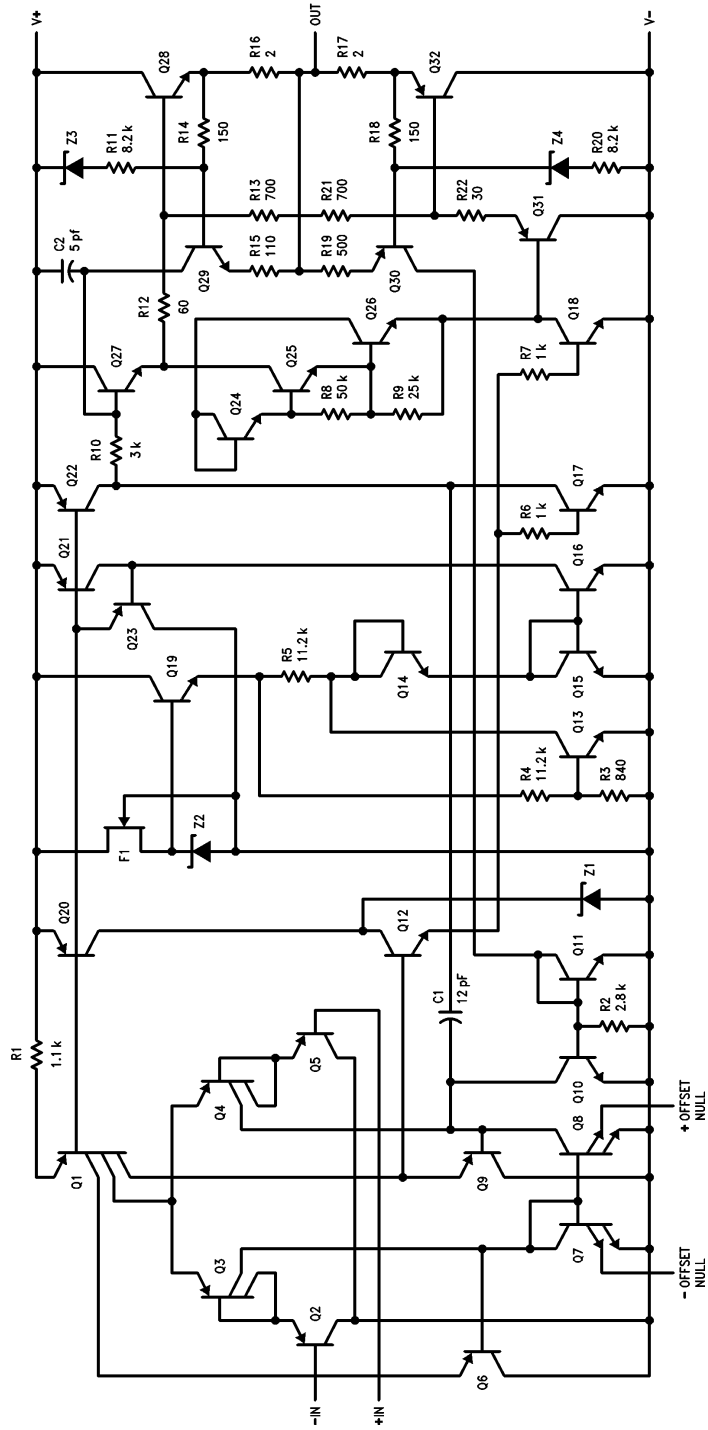 R1
1.1 k
V+
Q1
Q20
Q21
Q22
Z3
R11
8.2 k
C2
5 pf
Q23
Q27
F1
Q19
R10
3 k
R12
60
Q28
R14
150
Q29
Z2
Q3
Q4
Q24
Q25
R13
700
R15
110
R16
2
R5
11.2 k
-IN
Q2
Q5
OUT
R8
50 k
Q26
R21
700
R19
500
R17
2
+IN
Q12
Q14
R9
25 k
Q30
R18
150
Q32
C1
12 pF
Q6
Q9
R22
30
R4
11.2 k
R6
1 k
R7
1 k
Q31
Z4
Q7
Q8
Q10
Q11
R2
2.8 k
Z1
R3
840
Q13
Q15
Q16
Q17
Q18
R20
8.2 k
V-
- OFFSET
NULL
+ OFFSET
NULL